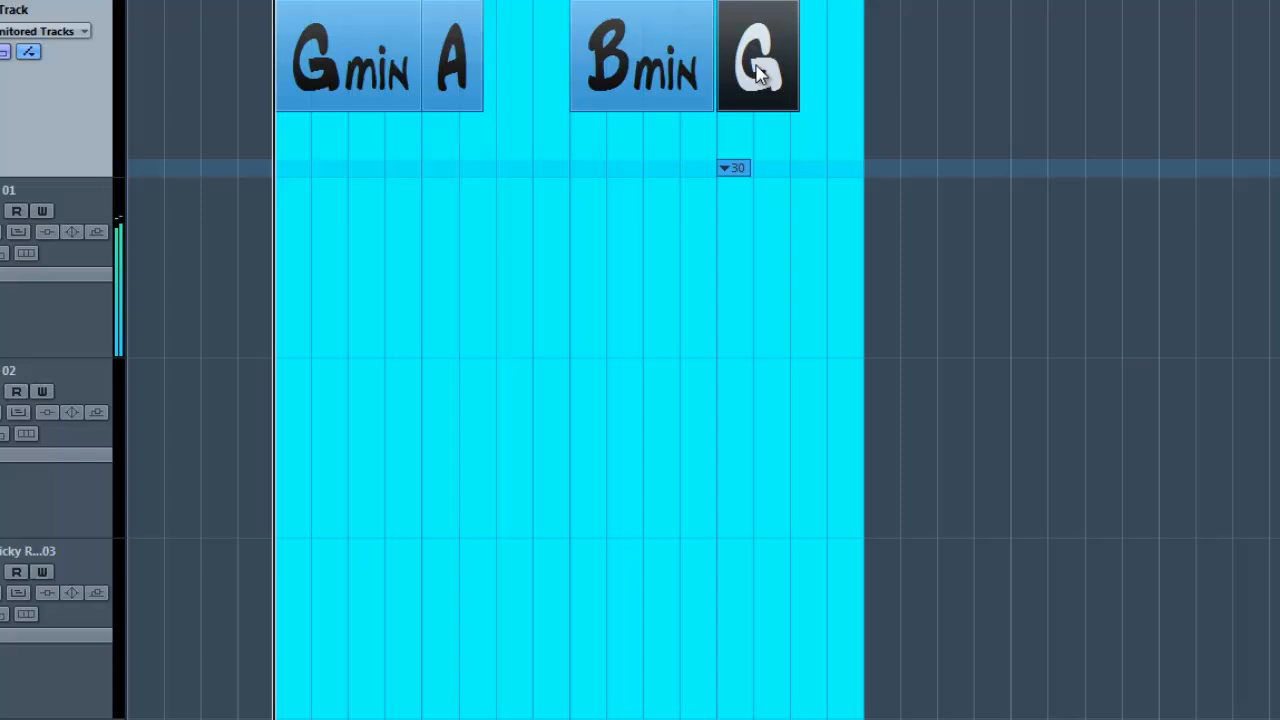 Track
nitored Tracks
Gmin A Bmin G
30
01
R W
02
R W
icky R...03
R W